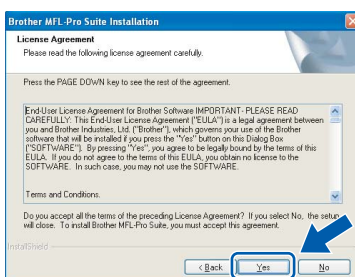 Brother MFL-Pro Suite Installation
License Agreement
Please read the following license agreement carefully.
Press the PAGE DOWN key to see the rest of the agreement.
End-User License Agreement for Brother Software IMPORTANT- PLEASE READ
CAREFULLY: This End-User License Agreement ("EULA") is a legal agreement between
you and Brother Industries, Ltd. ("Brother"), which governs your use of the Brother
software that will be installed if you press the "Yes" button on this Dialog Box
("SOFTWARE"). By pressing "Yes", you agree to be legally bound by the terms of this
EULA. If you do not agree to the terms of this EULA, you obtain no license to the
SOFTWARE. In such case, you may not use the SOFTWARE.
Terms and Conditions.
Do you accept all the terms of the preceding License Agreement? If you select No, the setup
will close. To install Brother MFL-Pro Suite, you must accept this agreement.
InstallShield
< Back
Yes
No